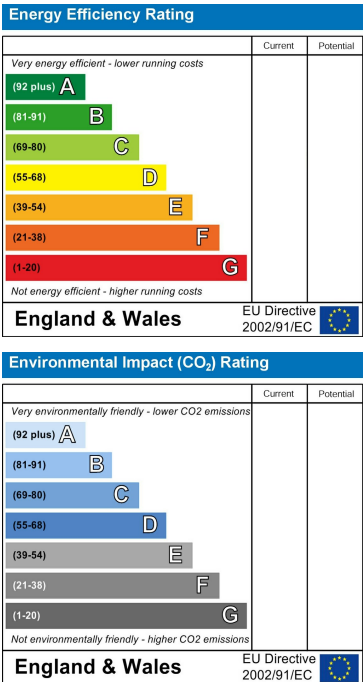 Energy Efficiency Rating
Current Potential
Very energy efficient - lower running costs
(92 plus) A
(81-91) B
(69-80) C
(55-68) D
(39-54) E
(21-38) F
(1-20) G
Not energy efficient - higher running costs
England & Wales
EU Directive
2002/91/EC
Environmental Impact (CO₂) Rating
Current Potential
Very environmentally friendly - lower CO2 emissions
(92 plus) A
(81-91) B
(69-80) C
(55-68) D
(39-54) E
(21-38) F
(1-20) G
Not environmentally friendly - higher CO2 emissions
England & Wales
EU Directive
2002/91/EC